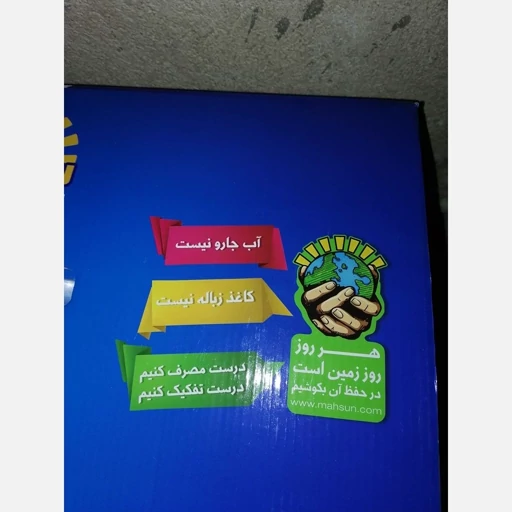 آب جارو نیست
کاغذ زباله نیست
درست مصرف کنیم
درست تفکیک کنیم
هر روز
روز زمین است
در حفظ آن بکوشیم
www.mahsun.com